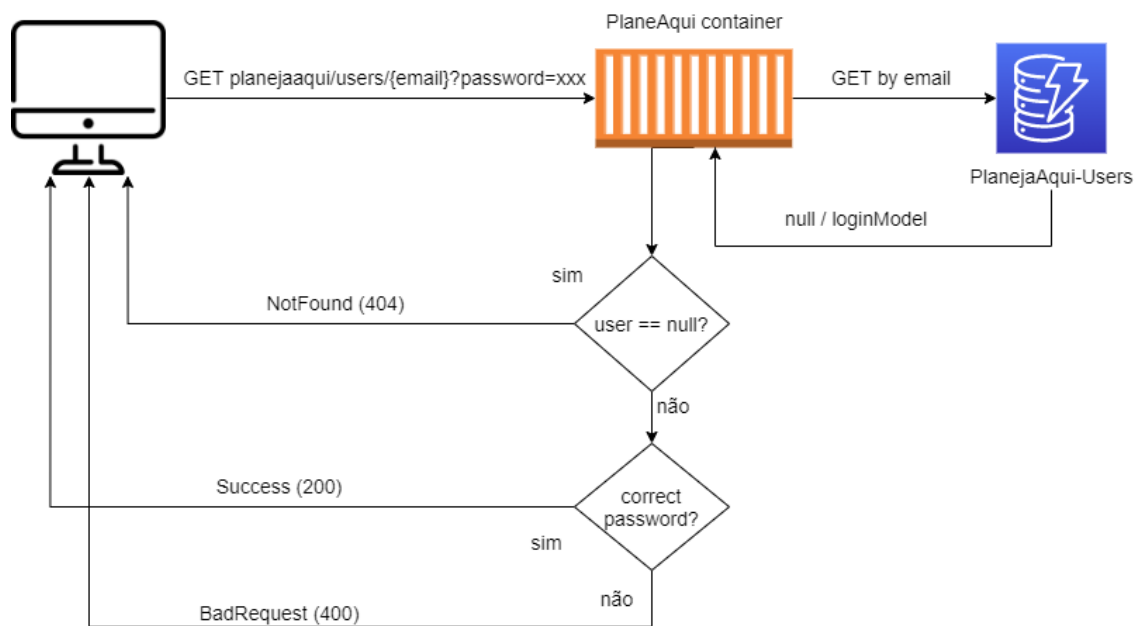 PlaneAqui container
GET planejaaqui/users/{email}?password=xxx
GET by email
PlanejaAqui-Users
null / loginModel
sim
NotFound (404)
user == null?
não
Success (200)
correct
password?
sim
não
BadRequest (400)